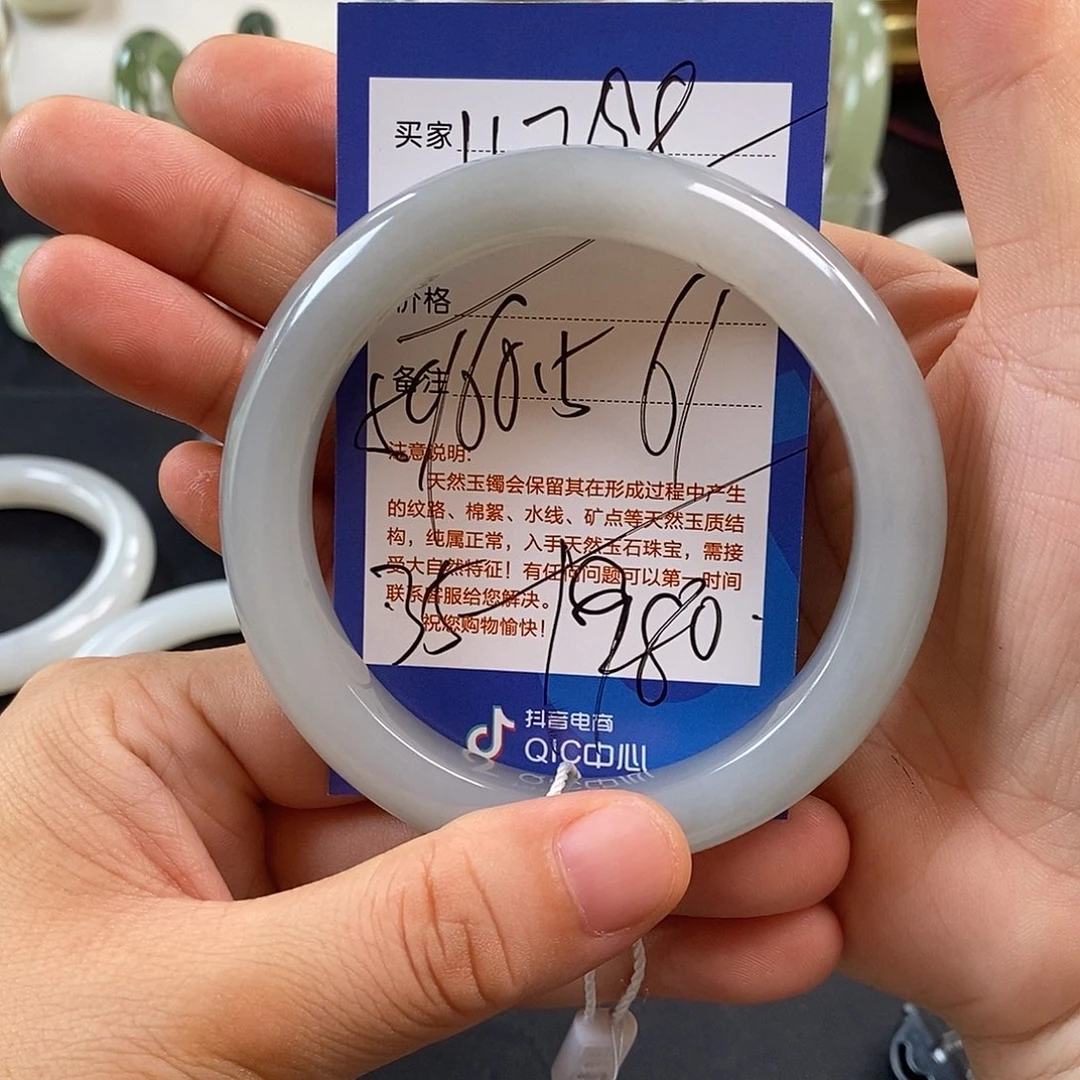 买家
价格
备注
注意说明:
天然玉镯会保留其在形成过程中产生
的纹路、棉絮、水线、矿点等天然玉质结
构,纯属正常,入手天然玉石珠宝,需接
受大自然特征!有任何问题可以第一时间
联系客服给您解决。
祝您购物愉快!
抖音电商
QIC中心